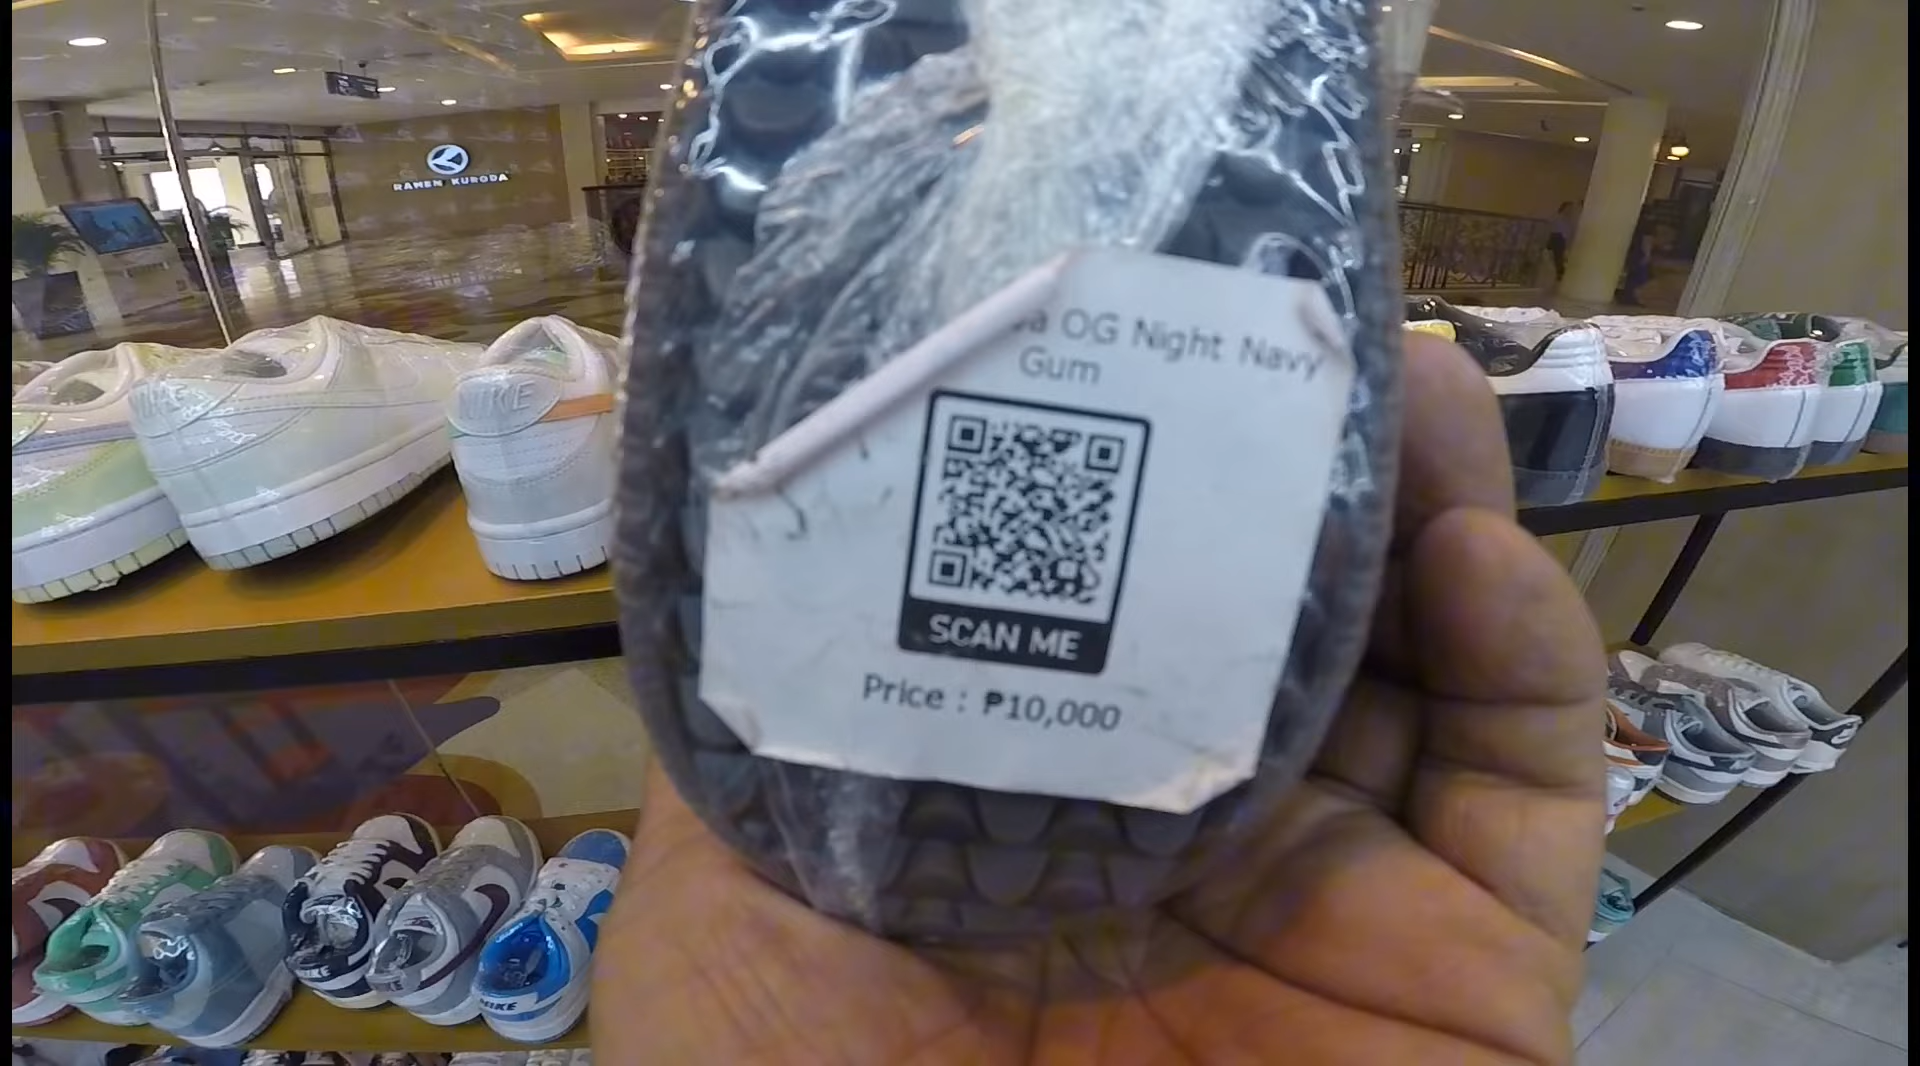 RAMEN KURODA
OG Night Navy
Gum
SCAN ME
Price : ₱10,000
NIKE
NIKE
NIKE